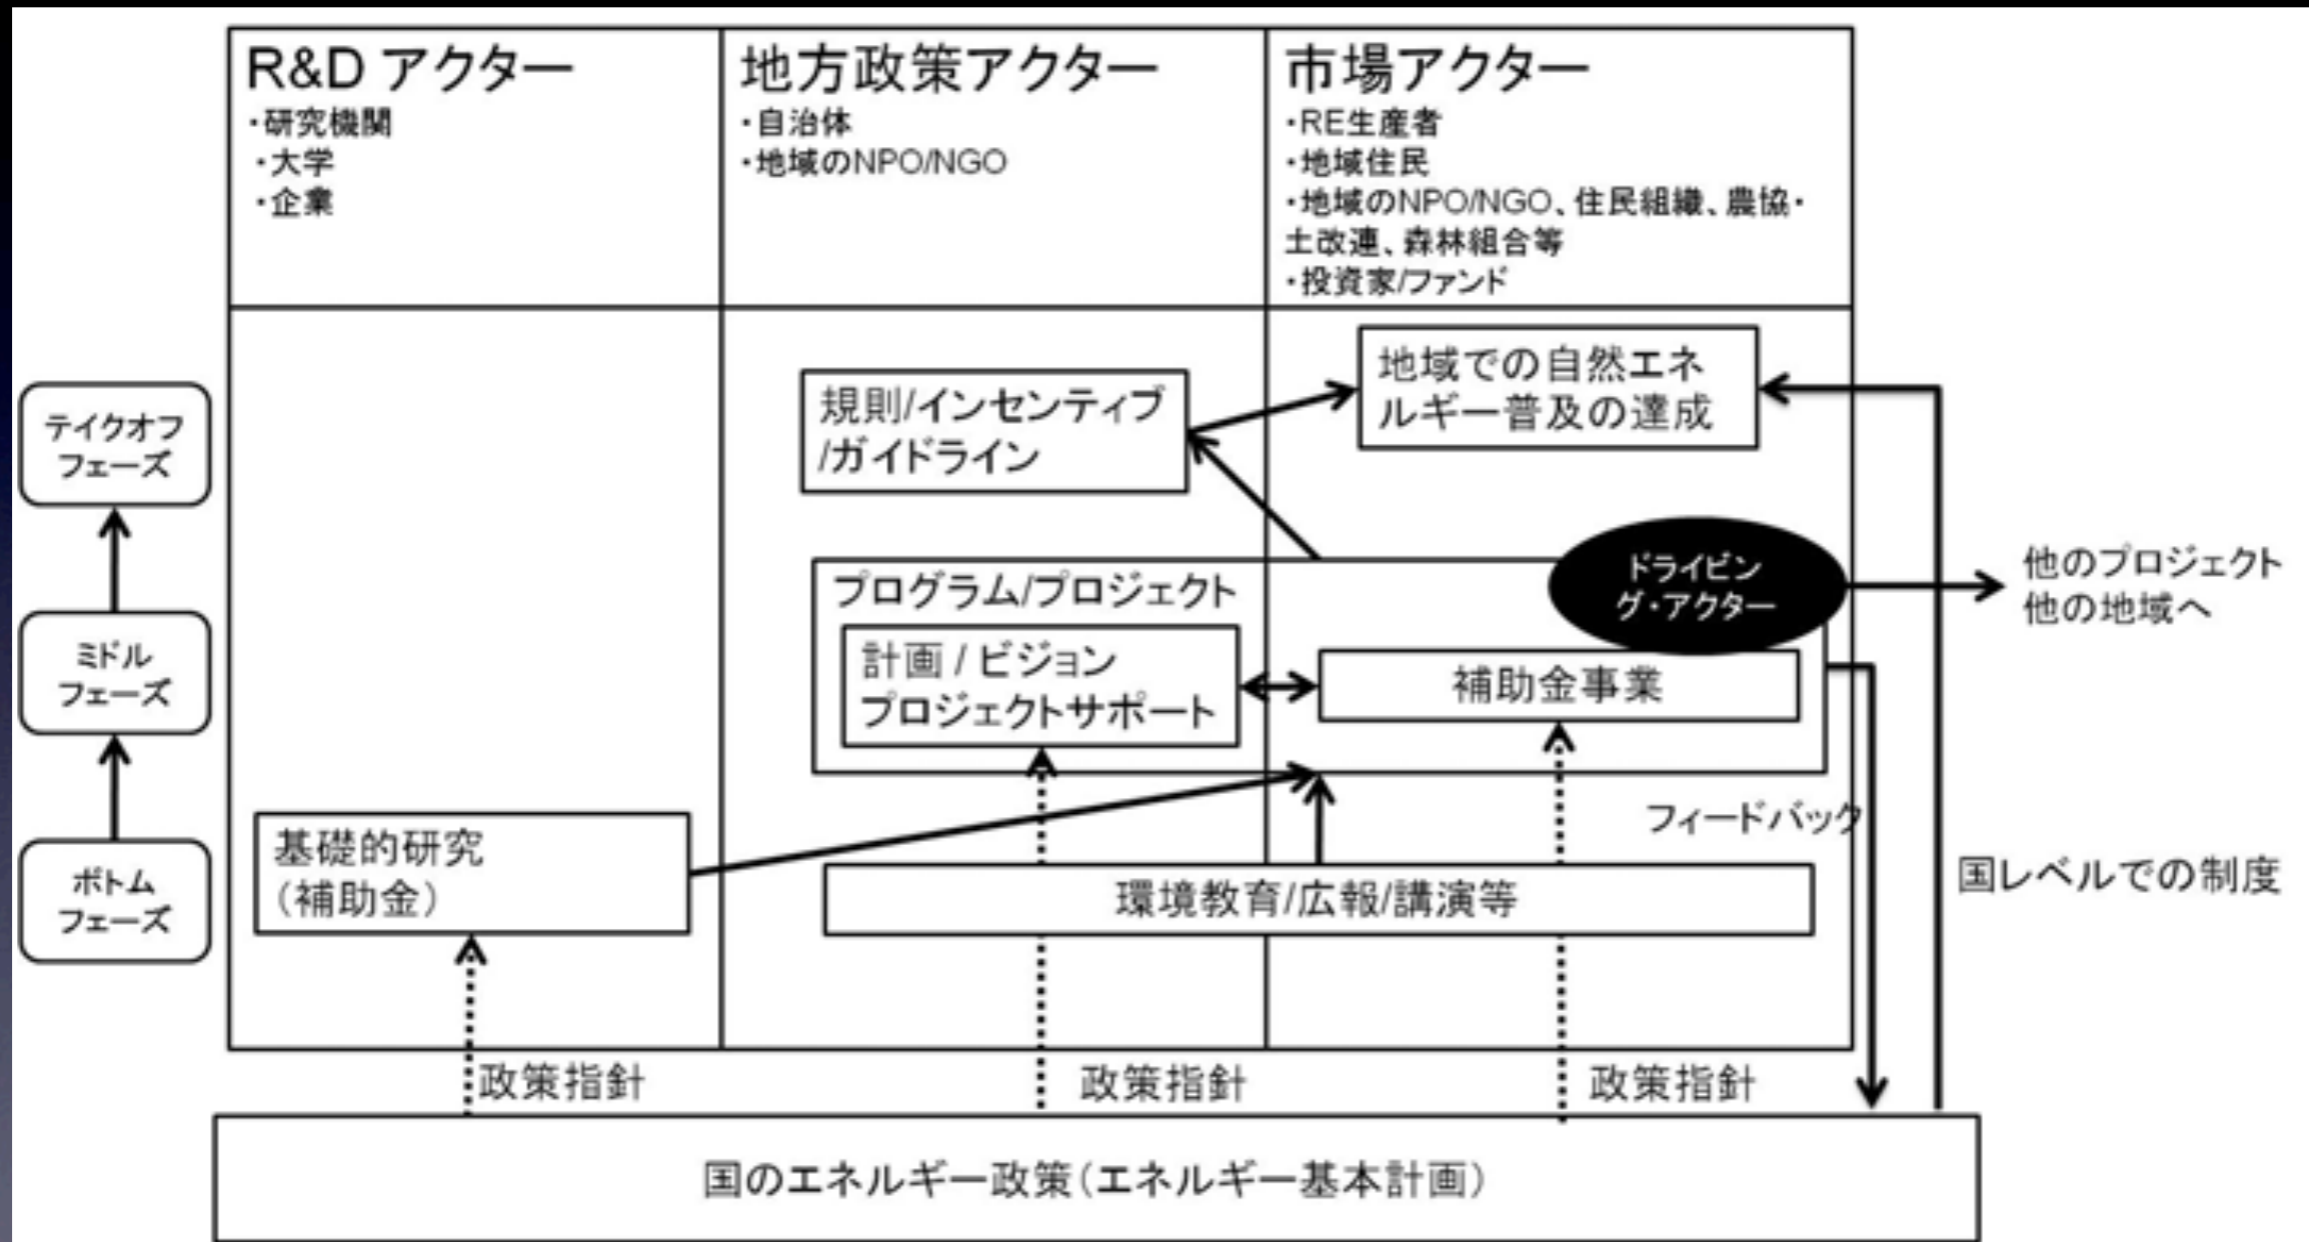 R&D アクター
・研究機関
・大学
・企業
地方政策アクター
・自治体
・地域のNPO/NGO
市場アクター
・RE生産者
・地域住民
・地域のNPO/NGO、住民組織、農協・
土改連、森林組合等
・投資家/ファンド
テイクオフ
フェーズ
ミドル
フェーズ
ボトム
フェーズ
規則/インセンティブ
/ガイドライン
地域での自然エネ
ルギー普及の達成
プログラム/プロジェクト
ドライビン
グ・アクター
他のプロジェクト
他の地域へ
計画 / ビジョン
プロジェクトサポート
補助金事業
フィードバック
基礎的研究
（補助金）
環境教育/広報/講演等
国レベルでの制度
政策指針
政策指針
政策指針
国のエネルギー政策（エネルギー基本計画）